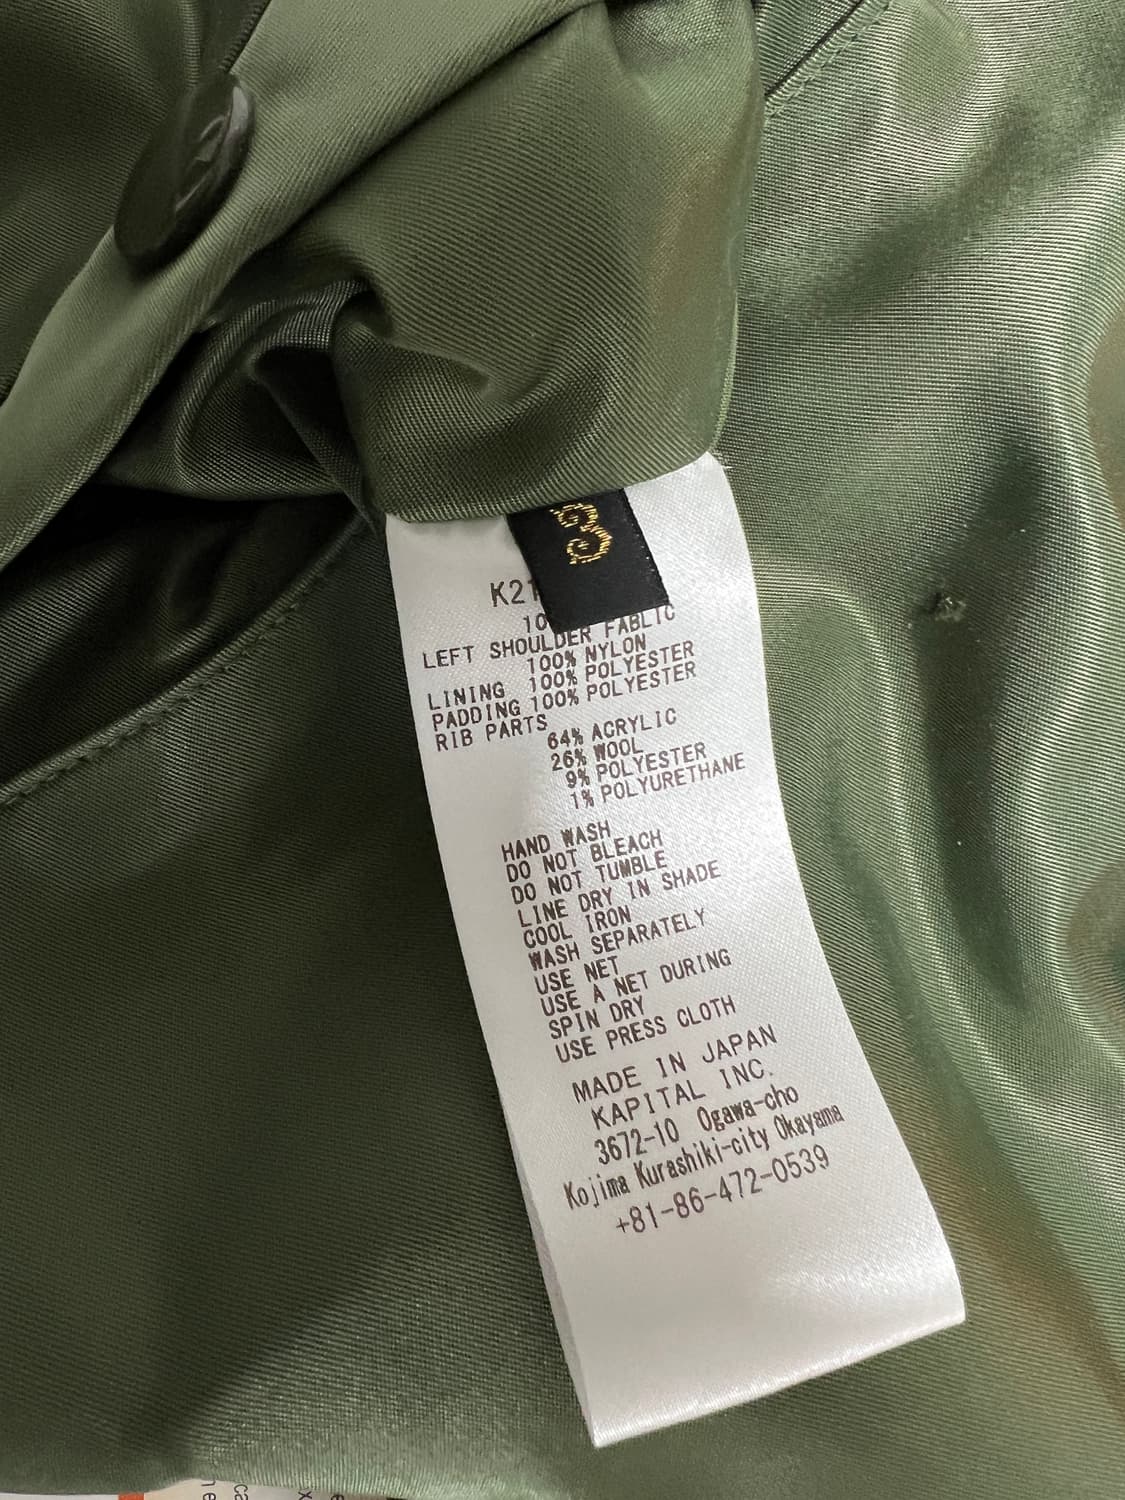 3
K21
10
LEFT SHOULDER FABLIC
100% NYLON
LINING 100% POLYESTER
PADDING 100% POLYESTER
RIB PARTS
64% ACRYLIC
26% WOOL
9% POLYESTER
1% POLYURETHANE
HAND WASH
DO NOT BLEACH
DO NOT TUMBLE
LINE DRY IN SHADE
COOL IRON
WASH SEPARATELY
USE NET
USE A NET DURING
SPIN DRY
USE PRESS CLOTH
MADE IN JAPAN
KAPITAL INC.
3672-10 Ogawa-cho
Kojima Kurashiki-city Okayama
+81-86-472-0539